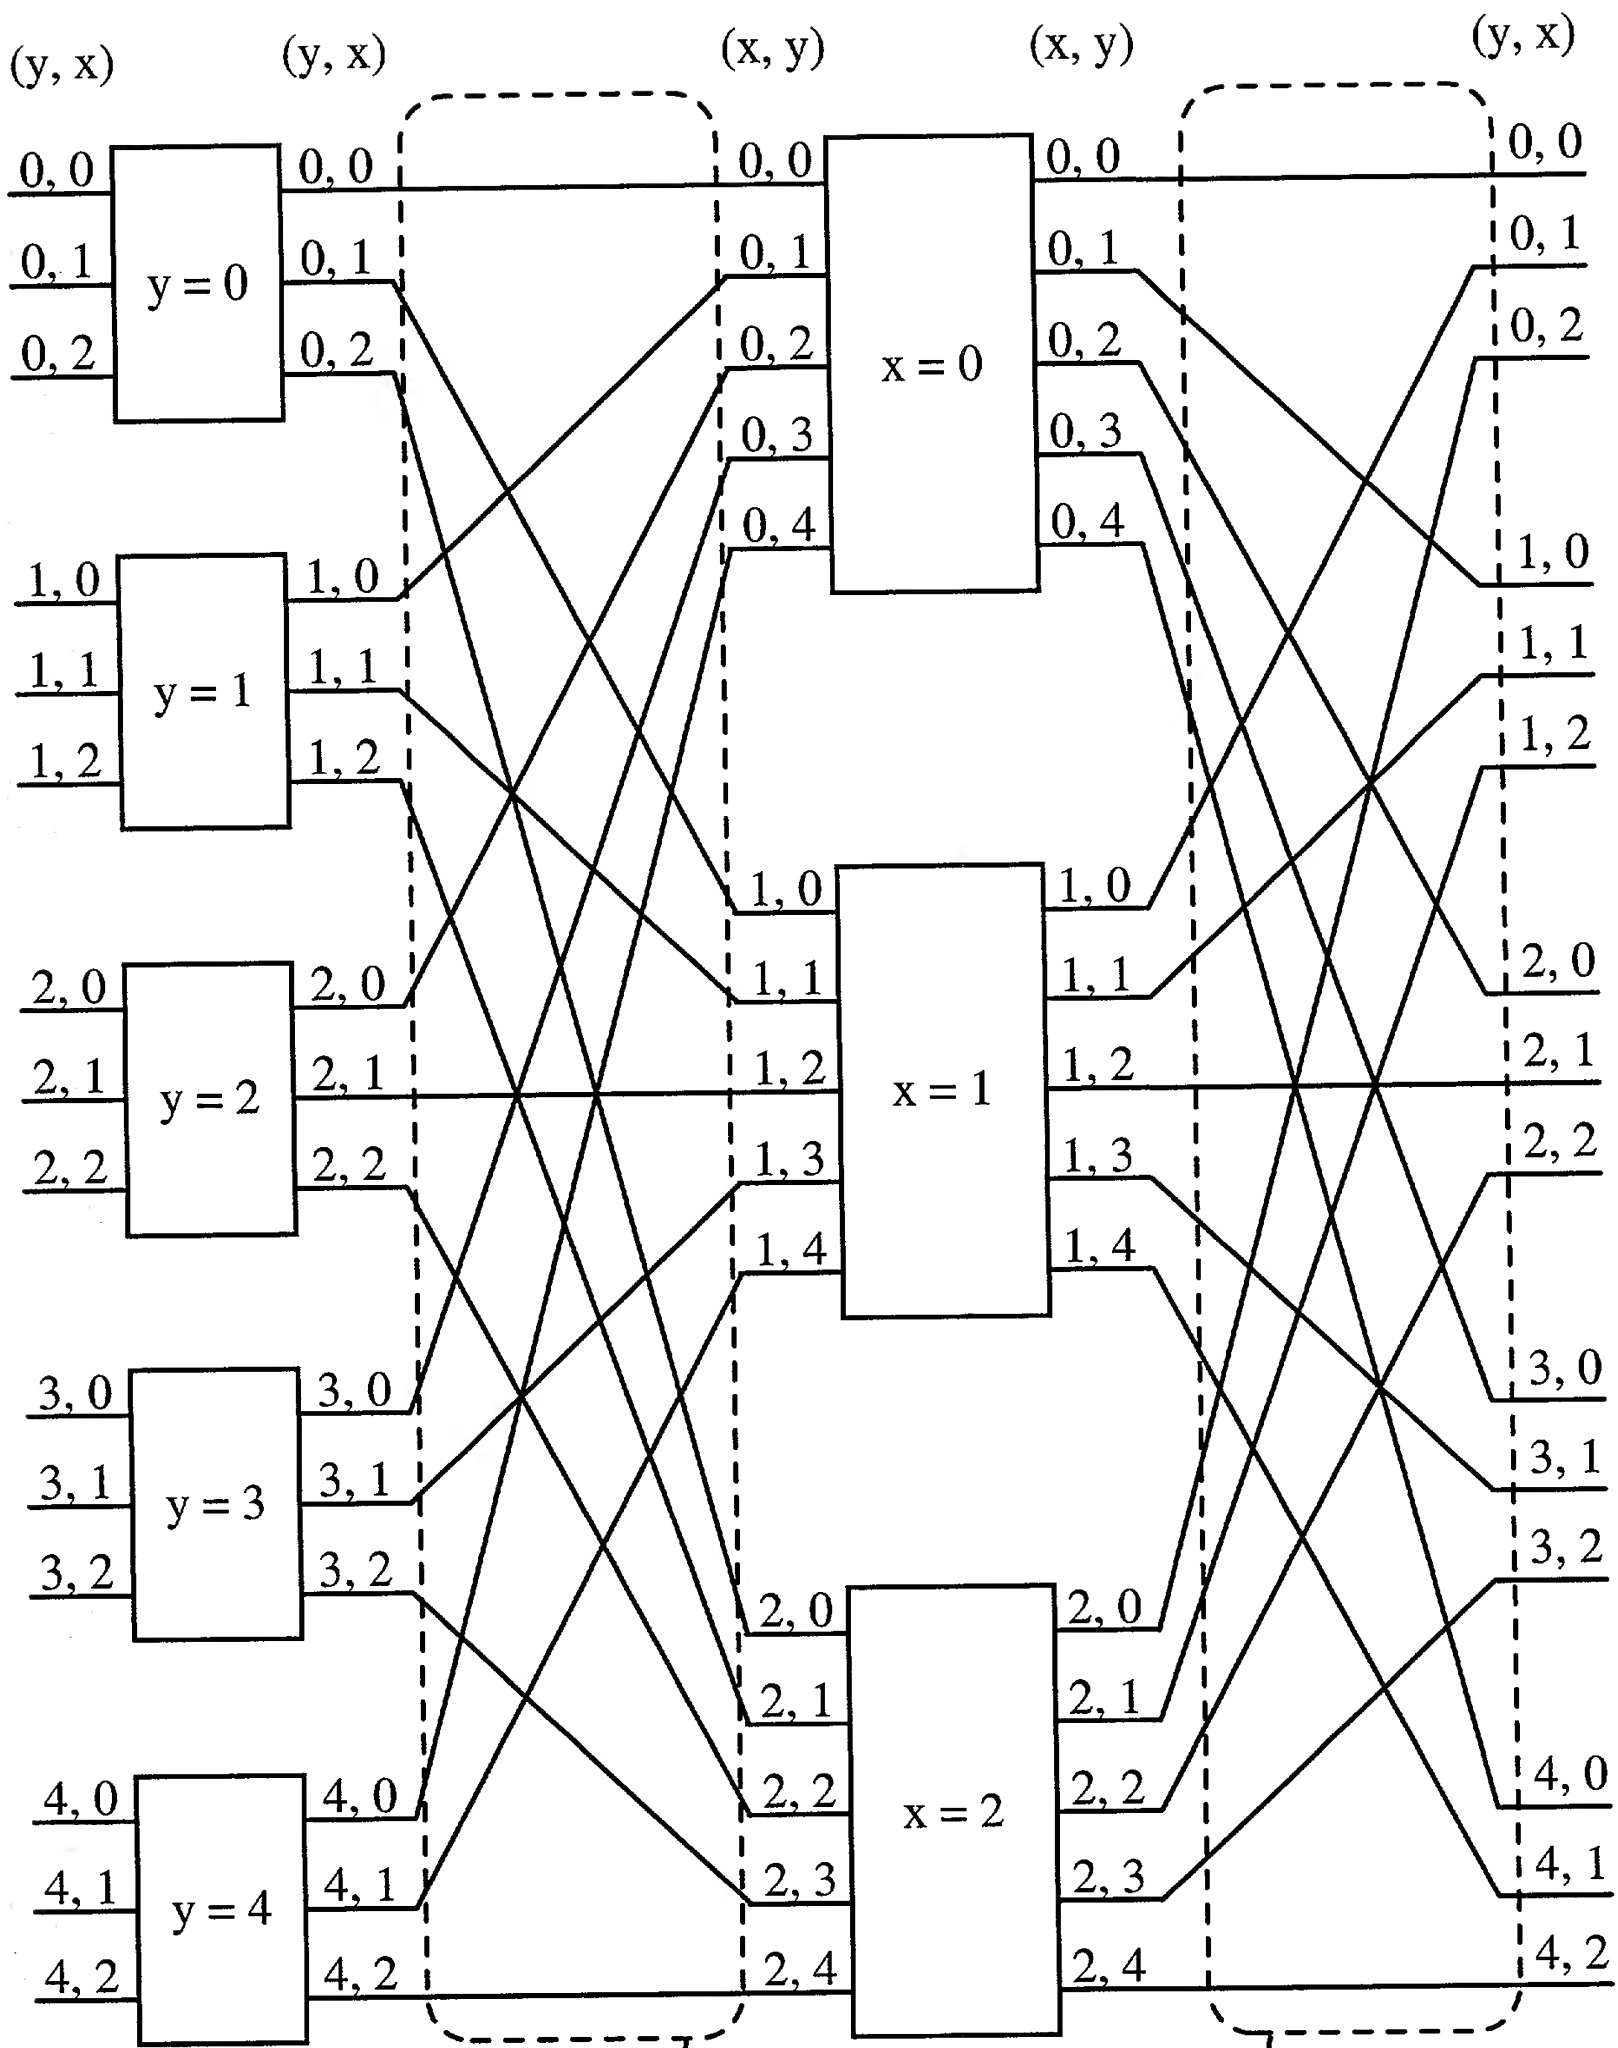 (y, x) (y, x) (x, y) (x, y) (y, x)
0, 0 0, 0 0, 0 0, 0 0, 0
0, 1 y = 0 0, 1 0, 1 0, 1 0, 1
0, 2 0, 2 0, 2 x = 0 0, 2 0, 2
0, 3 0, 3
0, 4 0, 4
1, 0 1, 0 1, 0
1, 1 y = 1 1, 1 1, 1
1, 2 1, 2 1, 2
1, 0 1, 0
2, 0 2, 0 1, 1 1, 1 2, 0
2, 1 y = 2 2, 1 1, 2 x = 1 1, 2 2, 1
2, 2 2, 2 1, 3 1, 3 2, 2
1, 4 1, 4
3, 0 3, 0 3, 0
3, 1 y = 3 3, 1 3, 1
3, 2 3, 2 3, 2
2, 0 2, 0
2, 1 2, 1
4, 0 4, 0 2, 2 x = 2 2, 2 4, 0
4, 1 y = 4 4, 1 2, 3 2, 3 4, 1
4, 2 4, 2 2, 4 2, 4 4, 2